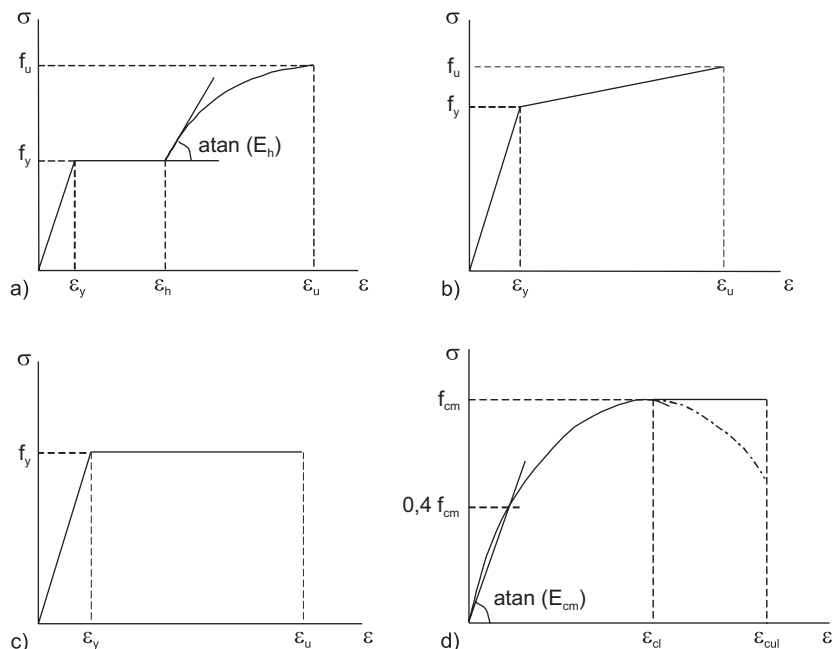 σ
f_u
f_y
atan (E_h)
ε_y
ε_h
ε_u
ε
a)
σ
f_u
f_y
ε_y
ε_u
ε
b)
σ
f_y
ε_y
ε_u
ε
c)
σ
f_cm
0,4 f_cm
atan (E_cm)
ε_cl
ε_cul
ε
d)